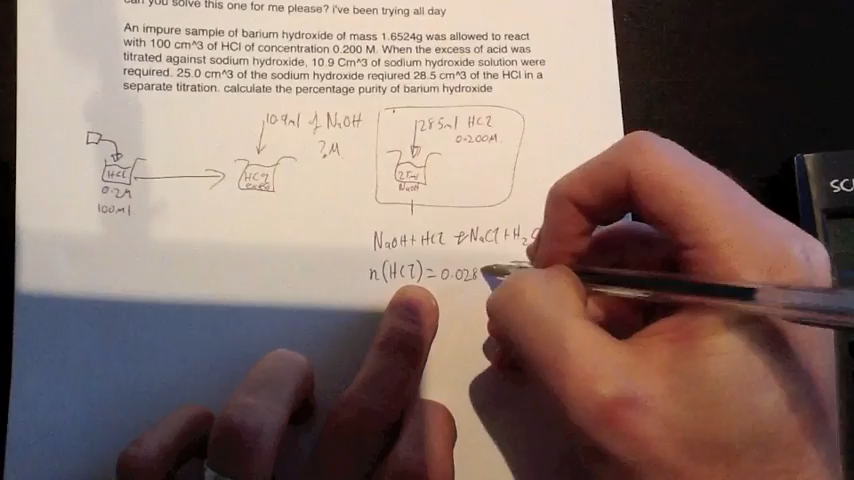 can you solve this one for me please? i've been trying all day
An impure sample of barium hydroxide of mass 1.6524g was allowed to react
with 100 cm^3 of HCl of concentration 0.200 M. When the excess of acid was
titrated against sodium hydroxide, 10.9 Cm^3 of sodium hydroxide solution were
required. 25.0 cm^3 of the sodium hydroxide reqiured 28.5 cm^3 of the HCl in a
separate titration. calculate the percentage purity of barium hydroxide
10.9ml of NaOH
?M
28.5ml HCl
0.200M
HCl
0.2M
100ml
HCl
25ml
NaOH
NaOH + HCl → NaCl + H2
n(HCl) = 0.028
SC